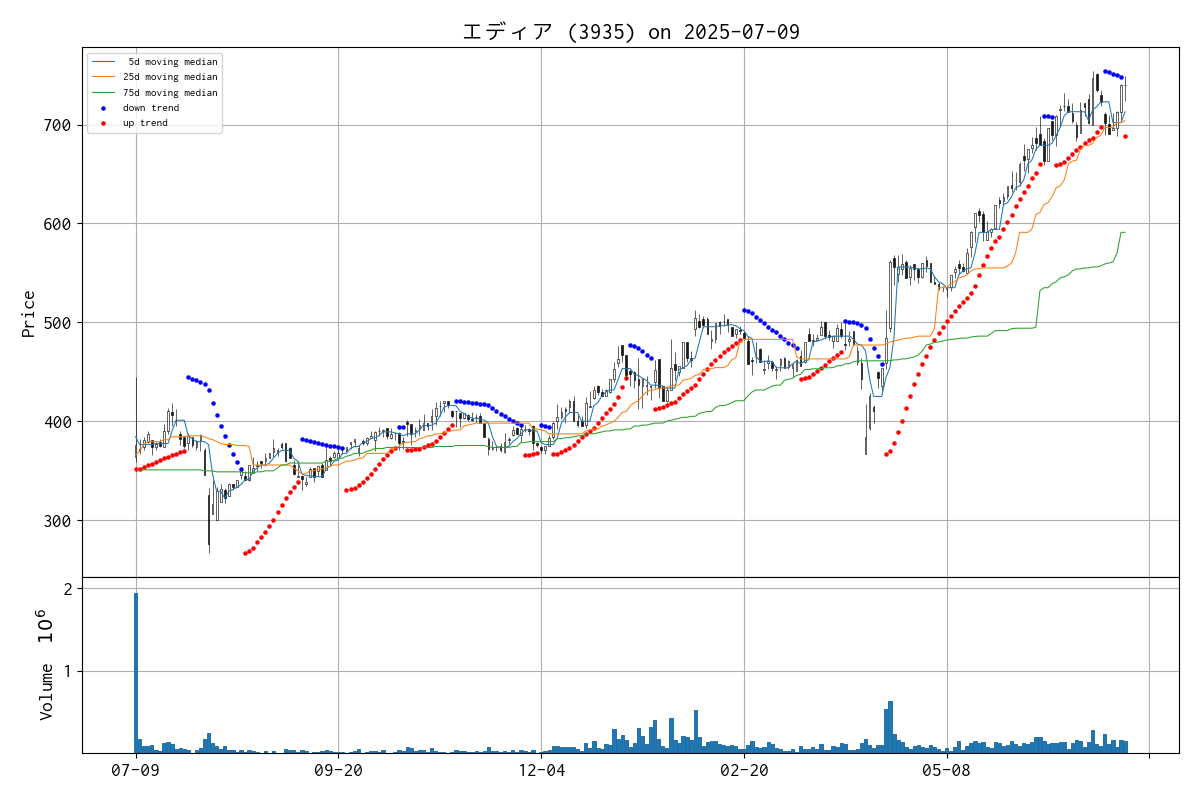 エディア (3935) on 2025-07-09
5d moving median
25d moving median
75d moving median
down trend
up trend
700
600
500
400
300
Price
2
1
Volume 10^6
07-09
09-20
12-04
02-20
05-08